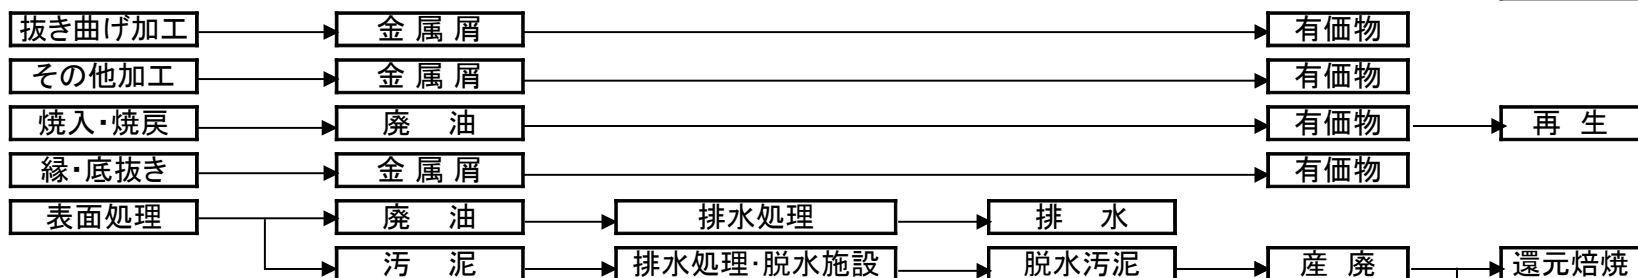 抜き曲げ加工 金属屑 有価物
その他加工 金属屑 有価物
焼入・焼戻 廃油 有価物 再生
縁・底抜き 金属屑 有価物
表面処理 廃油 排水処理 排水
汚泥 排水処理・脱水施設 脱水汚泥 産廃 還元焙焼